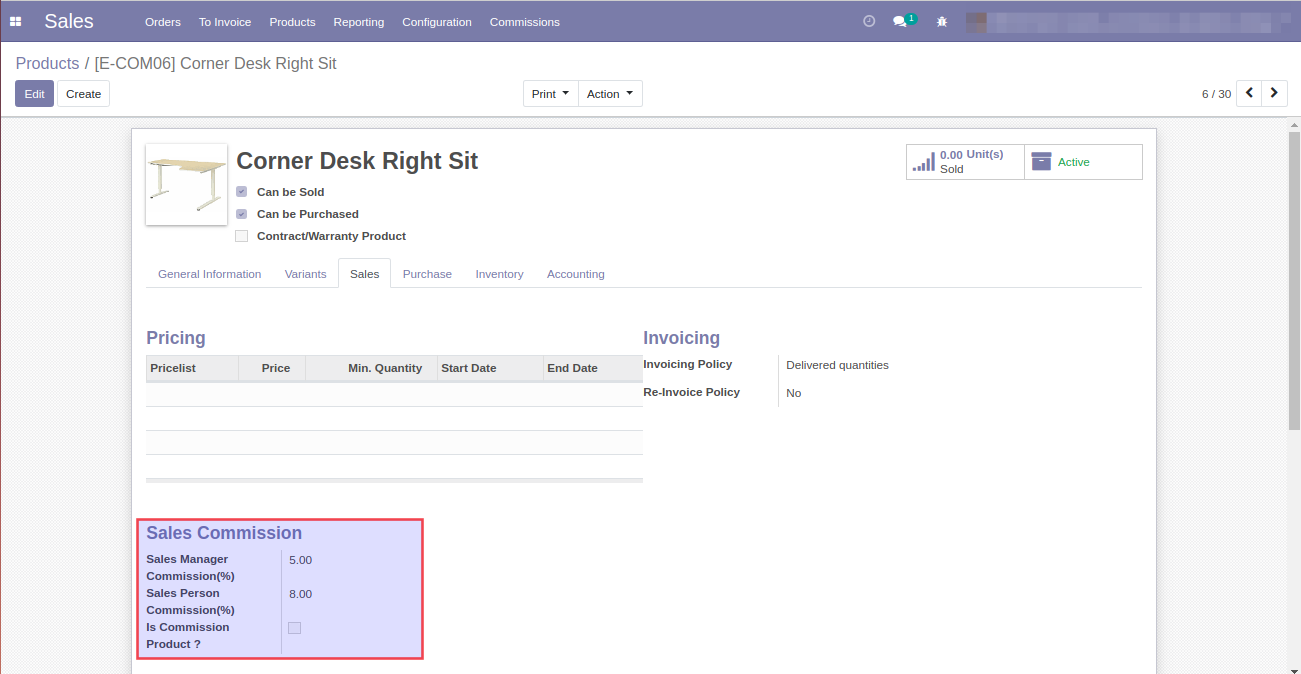 Sales Orders To Invoice Products Reporting Configuration Commissions 1
Products / [E-COM06] Corner Desk Right Sit
Edit Create Print Action 6 / 30
Corner Desk Right Sit
0.00 Unit(s)
Sold
Active
Can be Sold
Can be Purchased
Contract/Warranty Product
General Information Variants Sales Purchase Inventory Accounting
Pricing
Pricelist Price Min. Quantity Start Date End Date
Invoicing
Invoicing Policy Delivered quantities
Re-Invoice Policy No
Sales Commission
Sales Manager 5.00
Commission(%)
Sales Person 8.00
Commission(%)
Is Commission
Product ?